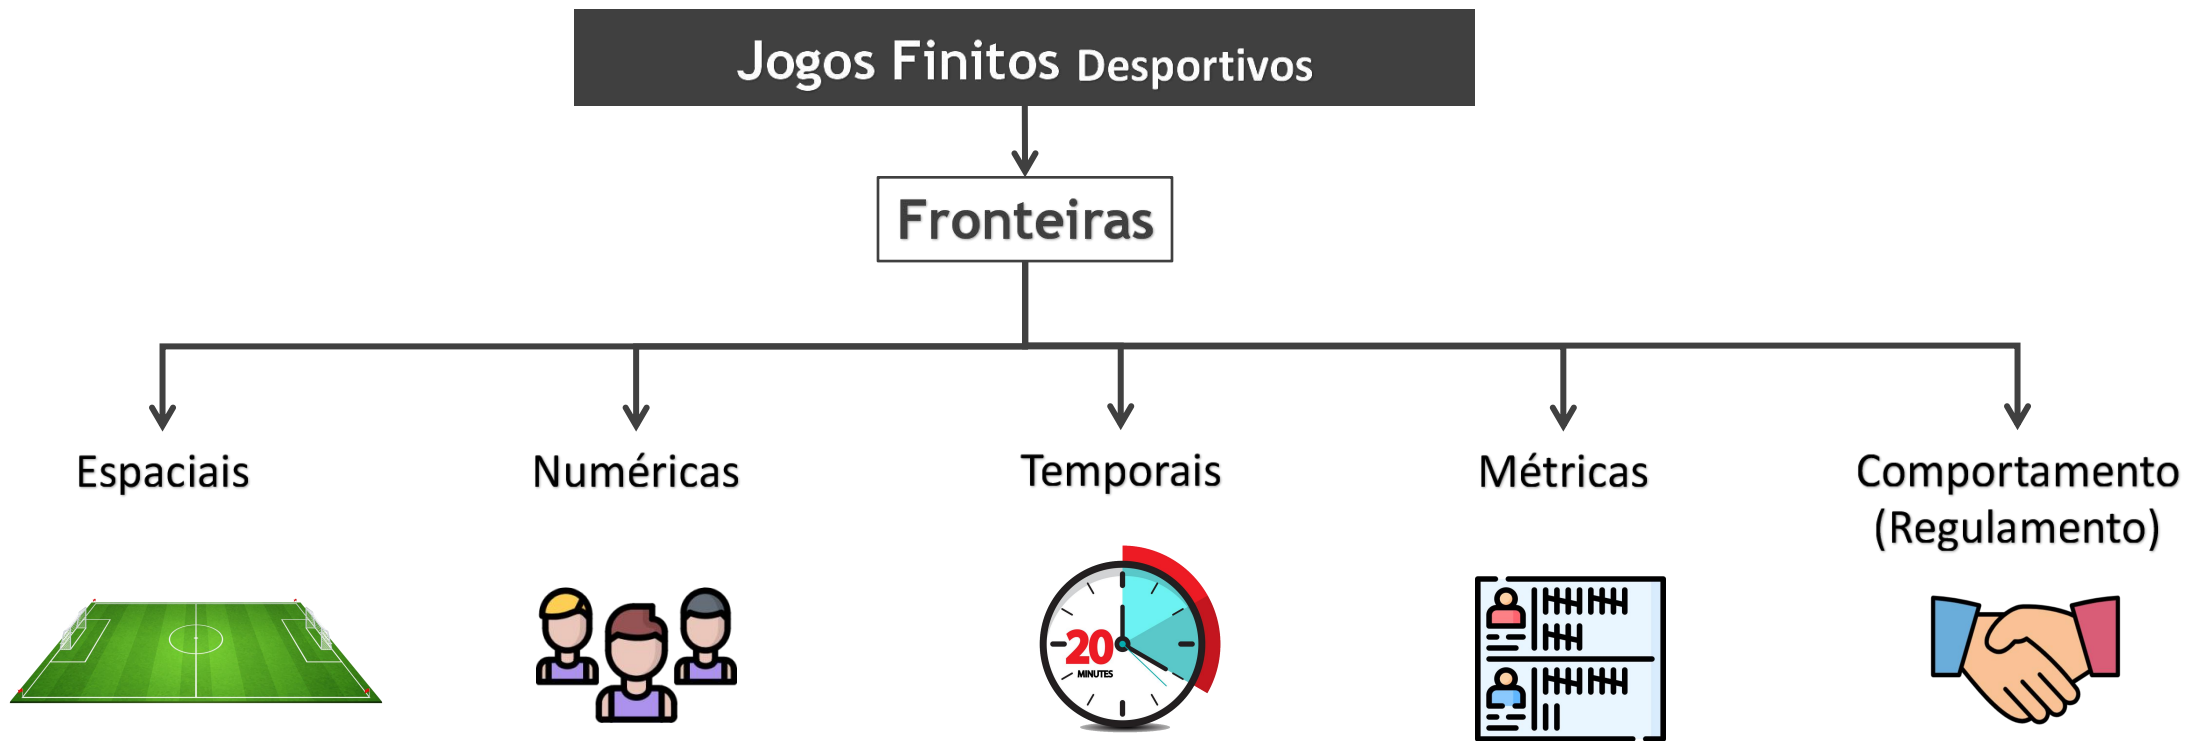 Jogos Finitos Desportivos
Fronteiras
Espaciais
Numéricas
Temporais
Métricas
Comportamento
(Regulamento)
20
MINUTES